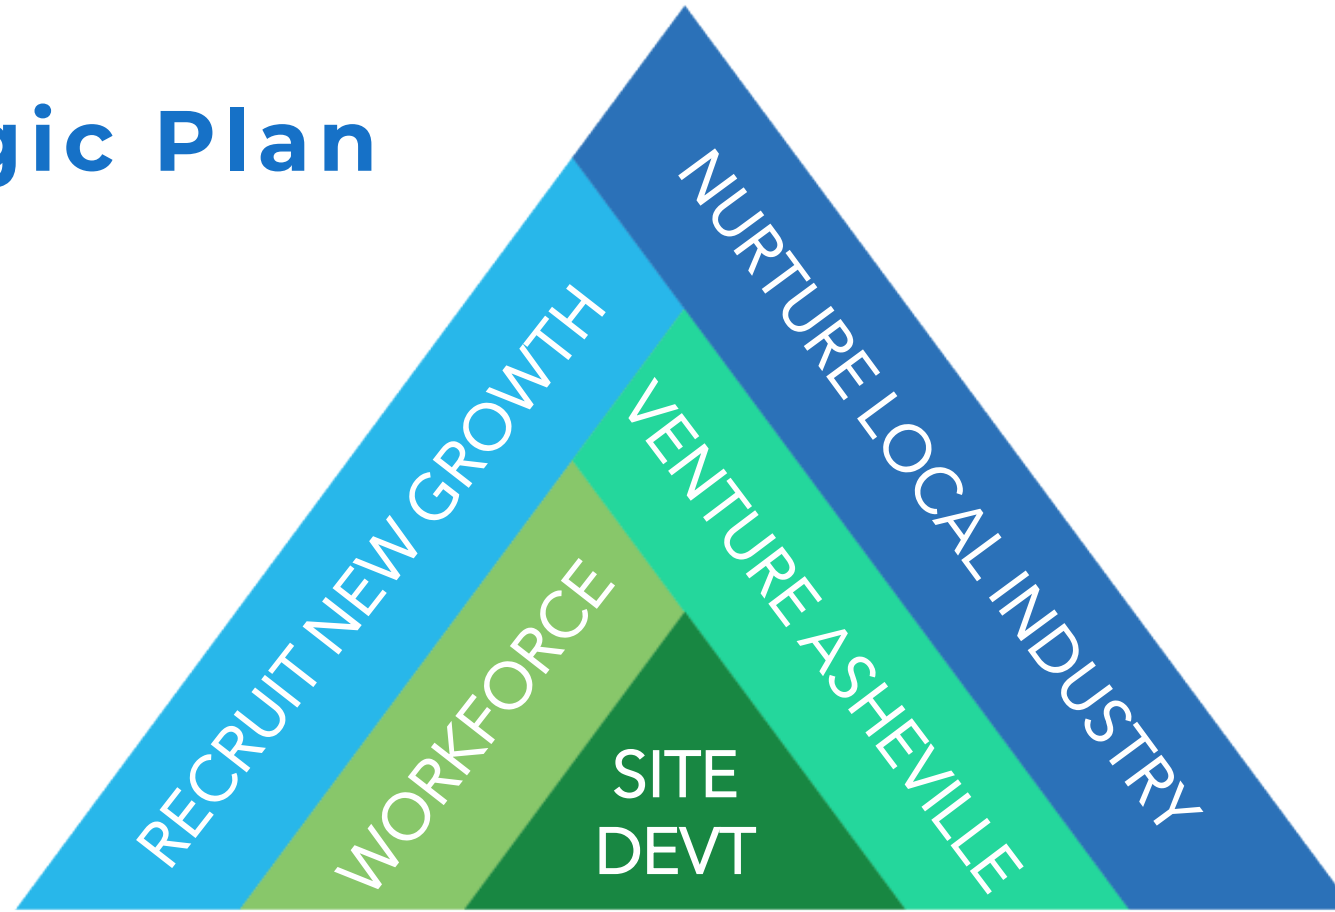 gic Plan
NURTURE LOCAL INDUSTRY
RECRUIT NEW GROWTH
VENTURE ASHEVILLE
WORKFORCE
SITE
DEVT